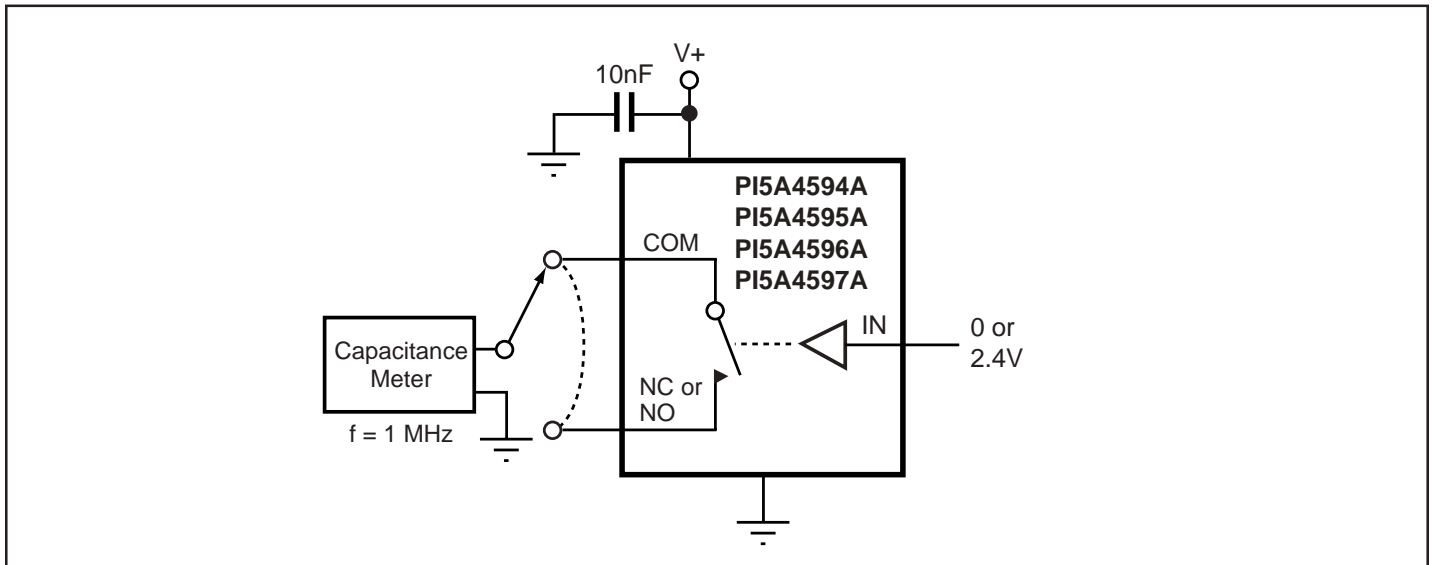 V+
10nF
PI5A4594A
PI5A4595A
PI5A4596A
PI5A4597A
COM
IN
0 or
2.4V
Capacitance
Meter
NC or
NO
f = 1 MHz